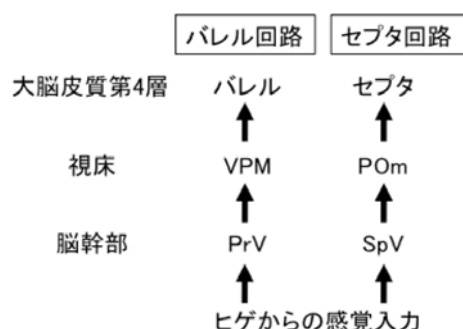 バレル回路 セプタ回路
大脳皮質第4層 バレル セプタ
視床 VPM POm
脳幹部 PrV SpV
ヒゲからの感覚入力